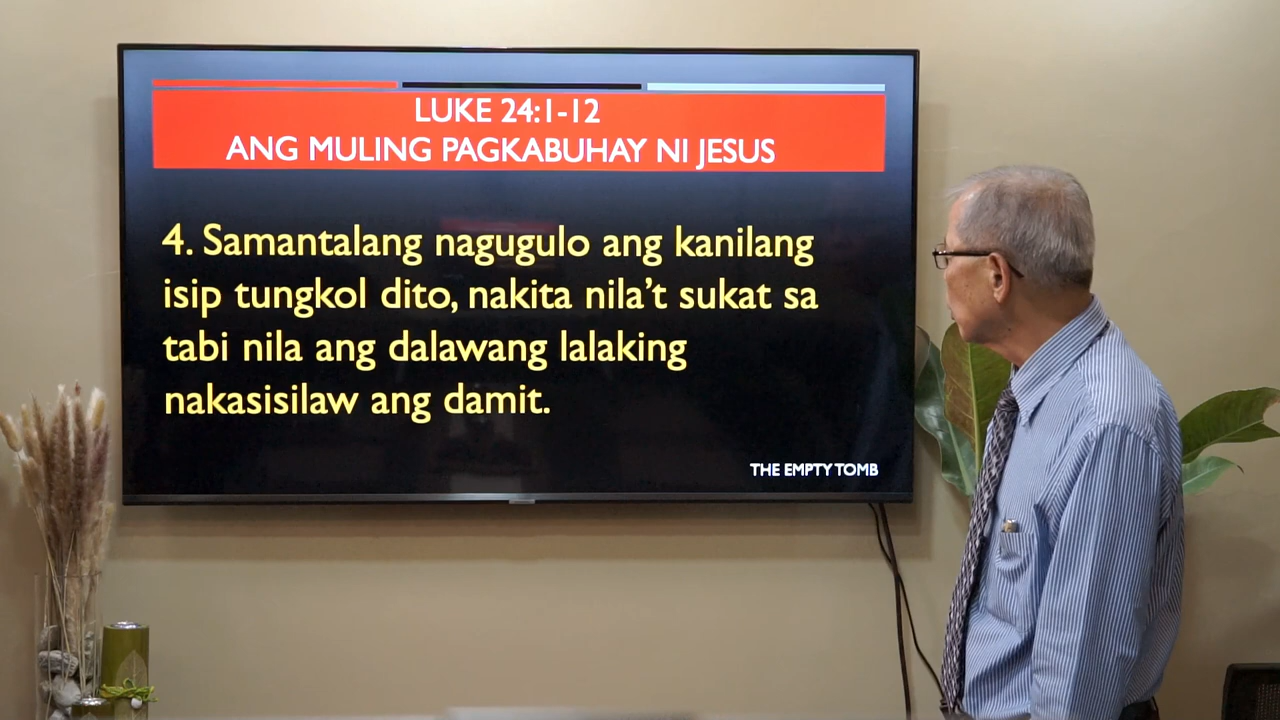 LUKE 24:1-12
ANG MULING PAGKABUHAY NI JESUS
4. Samantalang nagugulo ang kanilang
isip tungkol dito, nakita nila’t sukat sa
tabi nila ang dalawang lalaking
nakasisilaw ang damit.
THE EMPTY TOMB